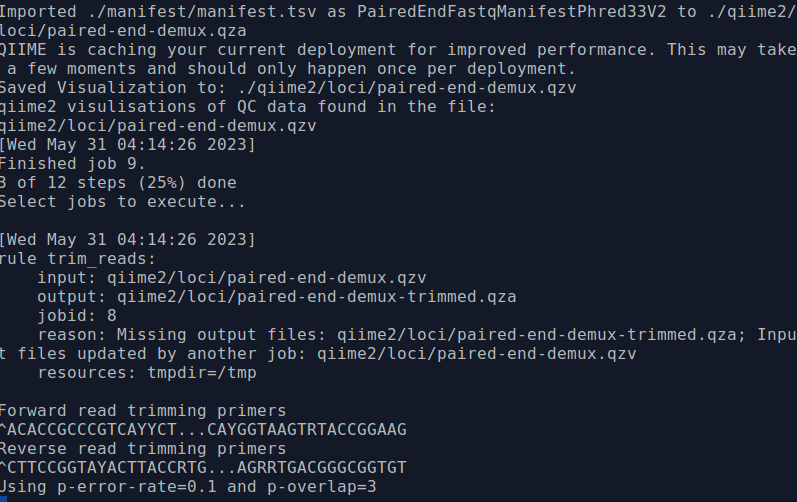 Imported ./manifest/manifest.tsv as PairedEndFastqManifestPhred33V2 to ./qiime2/
loci/paired-end-demux.qza
QIIME is caching your current deployment for improved performance. This may take
 a few moments and should only happen once per deployment.
Saved Visualization to: ./qiime2/loci/paired-end-demux.qzv
qiime2 visulisations of QC data found in the file:
qiime2/loci/paired-end-demux.qzv
[Wed May 31 04:14:26 2023]
Finished job 9.
3 of 12 steps (25%) done
Select jobs to execute...

[Wed May 31 04:14:26 2023]
rule trim_reads:
    input: qiime2/loci/paired-end-demux.qzv
    output: qiime2/loci/paired-end-demux-trimmed.qza
    jobid: 8
    reason: Missing output files: qiime2/loci/paired-end-demux-trimmed.qza; Inpu
t files updated by another job: qiime2/loci/paired-end-demux.qzv
    resources: tmpdir=/tmp

Forward read trimming primers
^ACACCGCCCGTCAYYCT...CAYGGTAAGTRTACCGGAAG
Reverse read trimming primers
^CTTCCGGTAYACTTACCRTG...AGRRTGACGGGCGGTGT
Using p-error-rate=0.1 and p-overlap=3